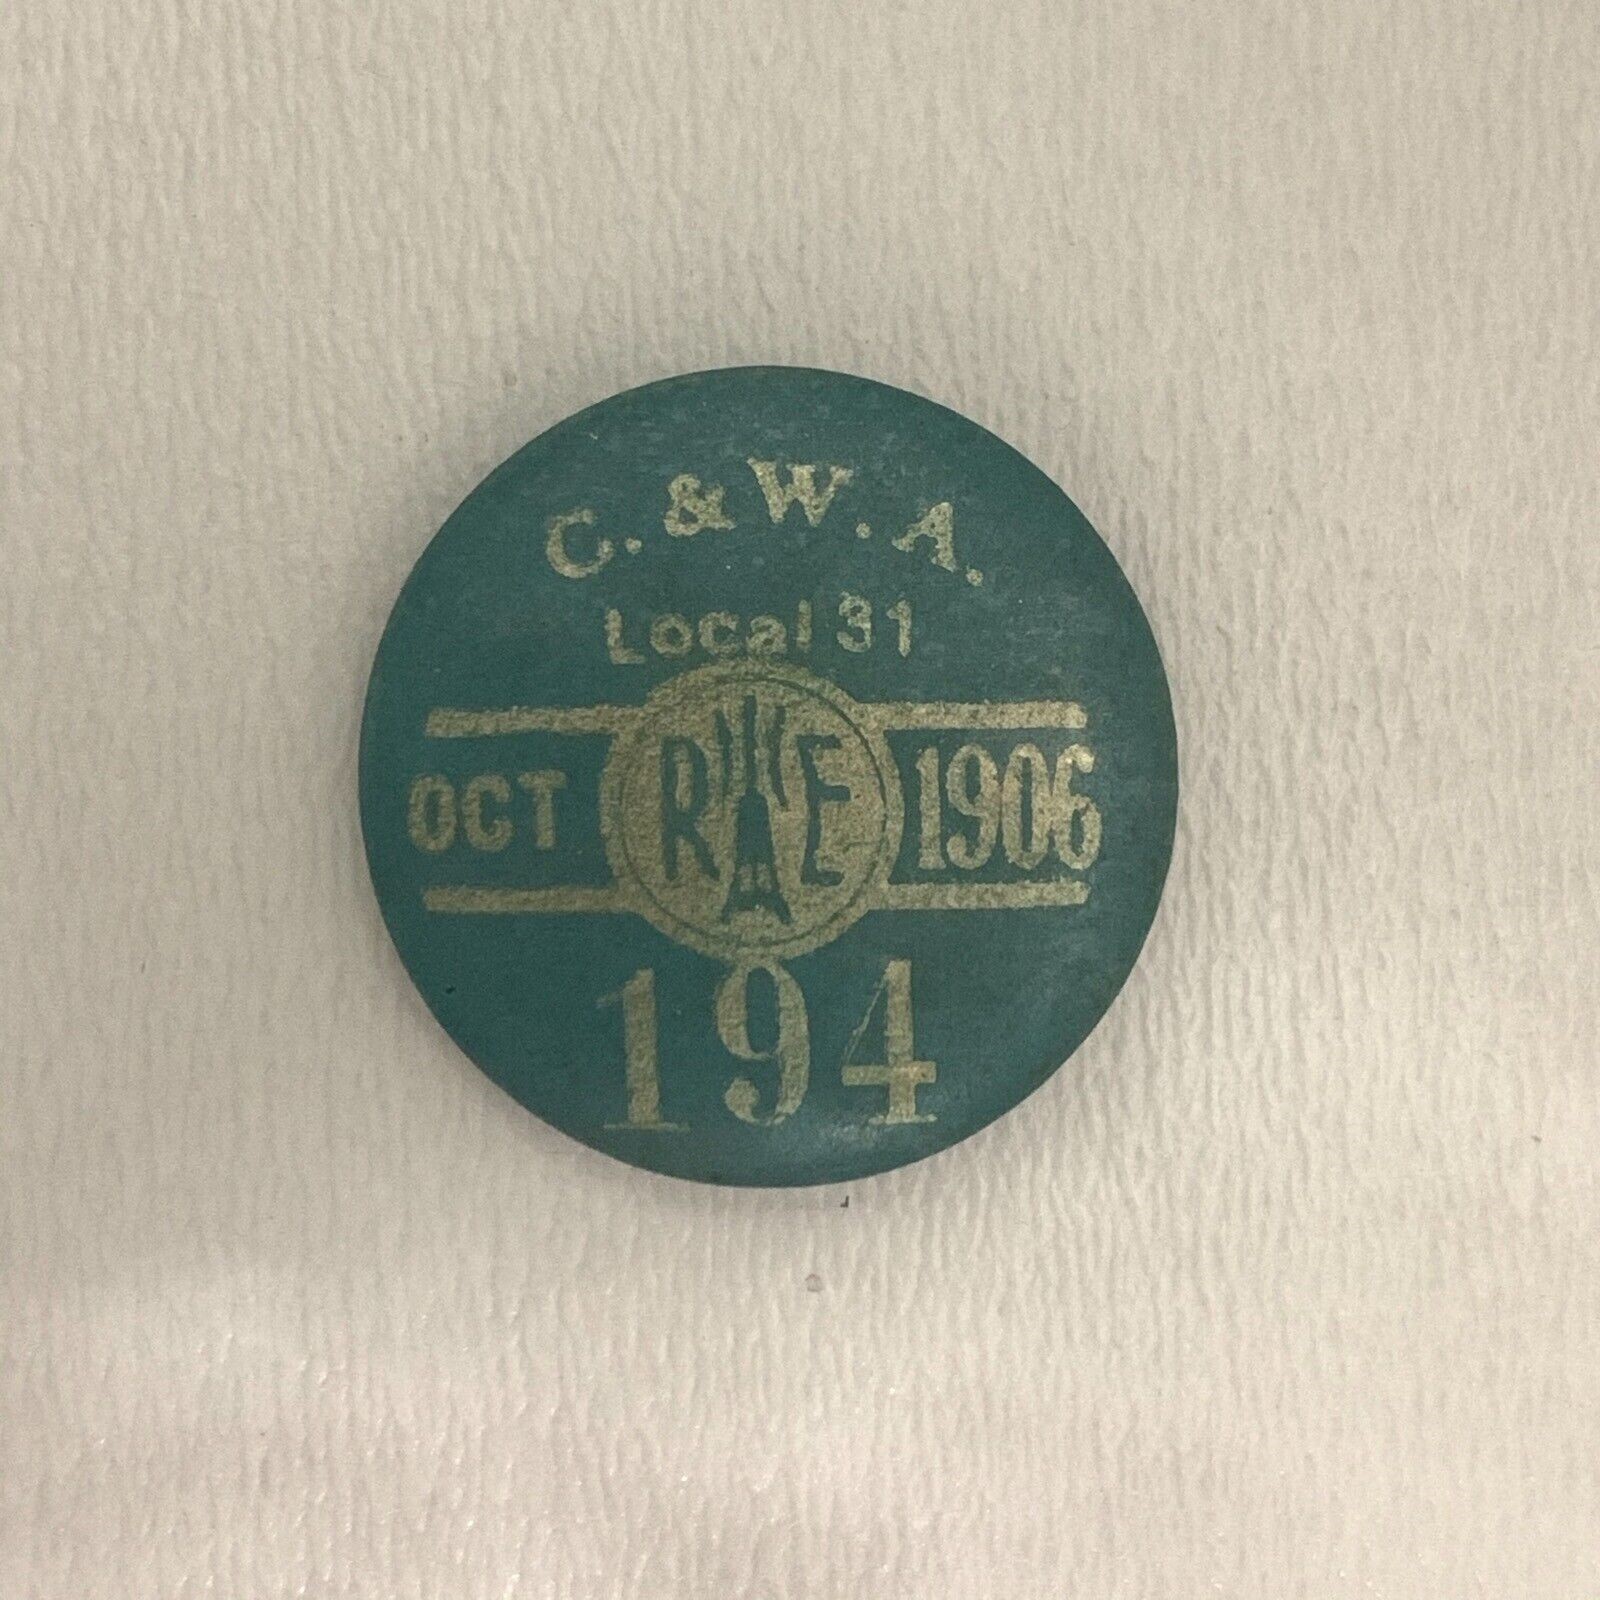 C. & W. A.
Local 31
OCT R E 1906
194